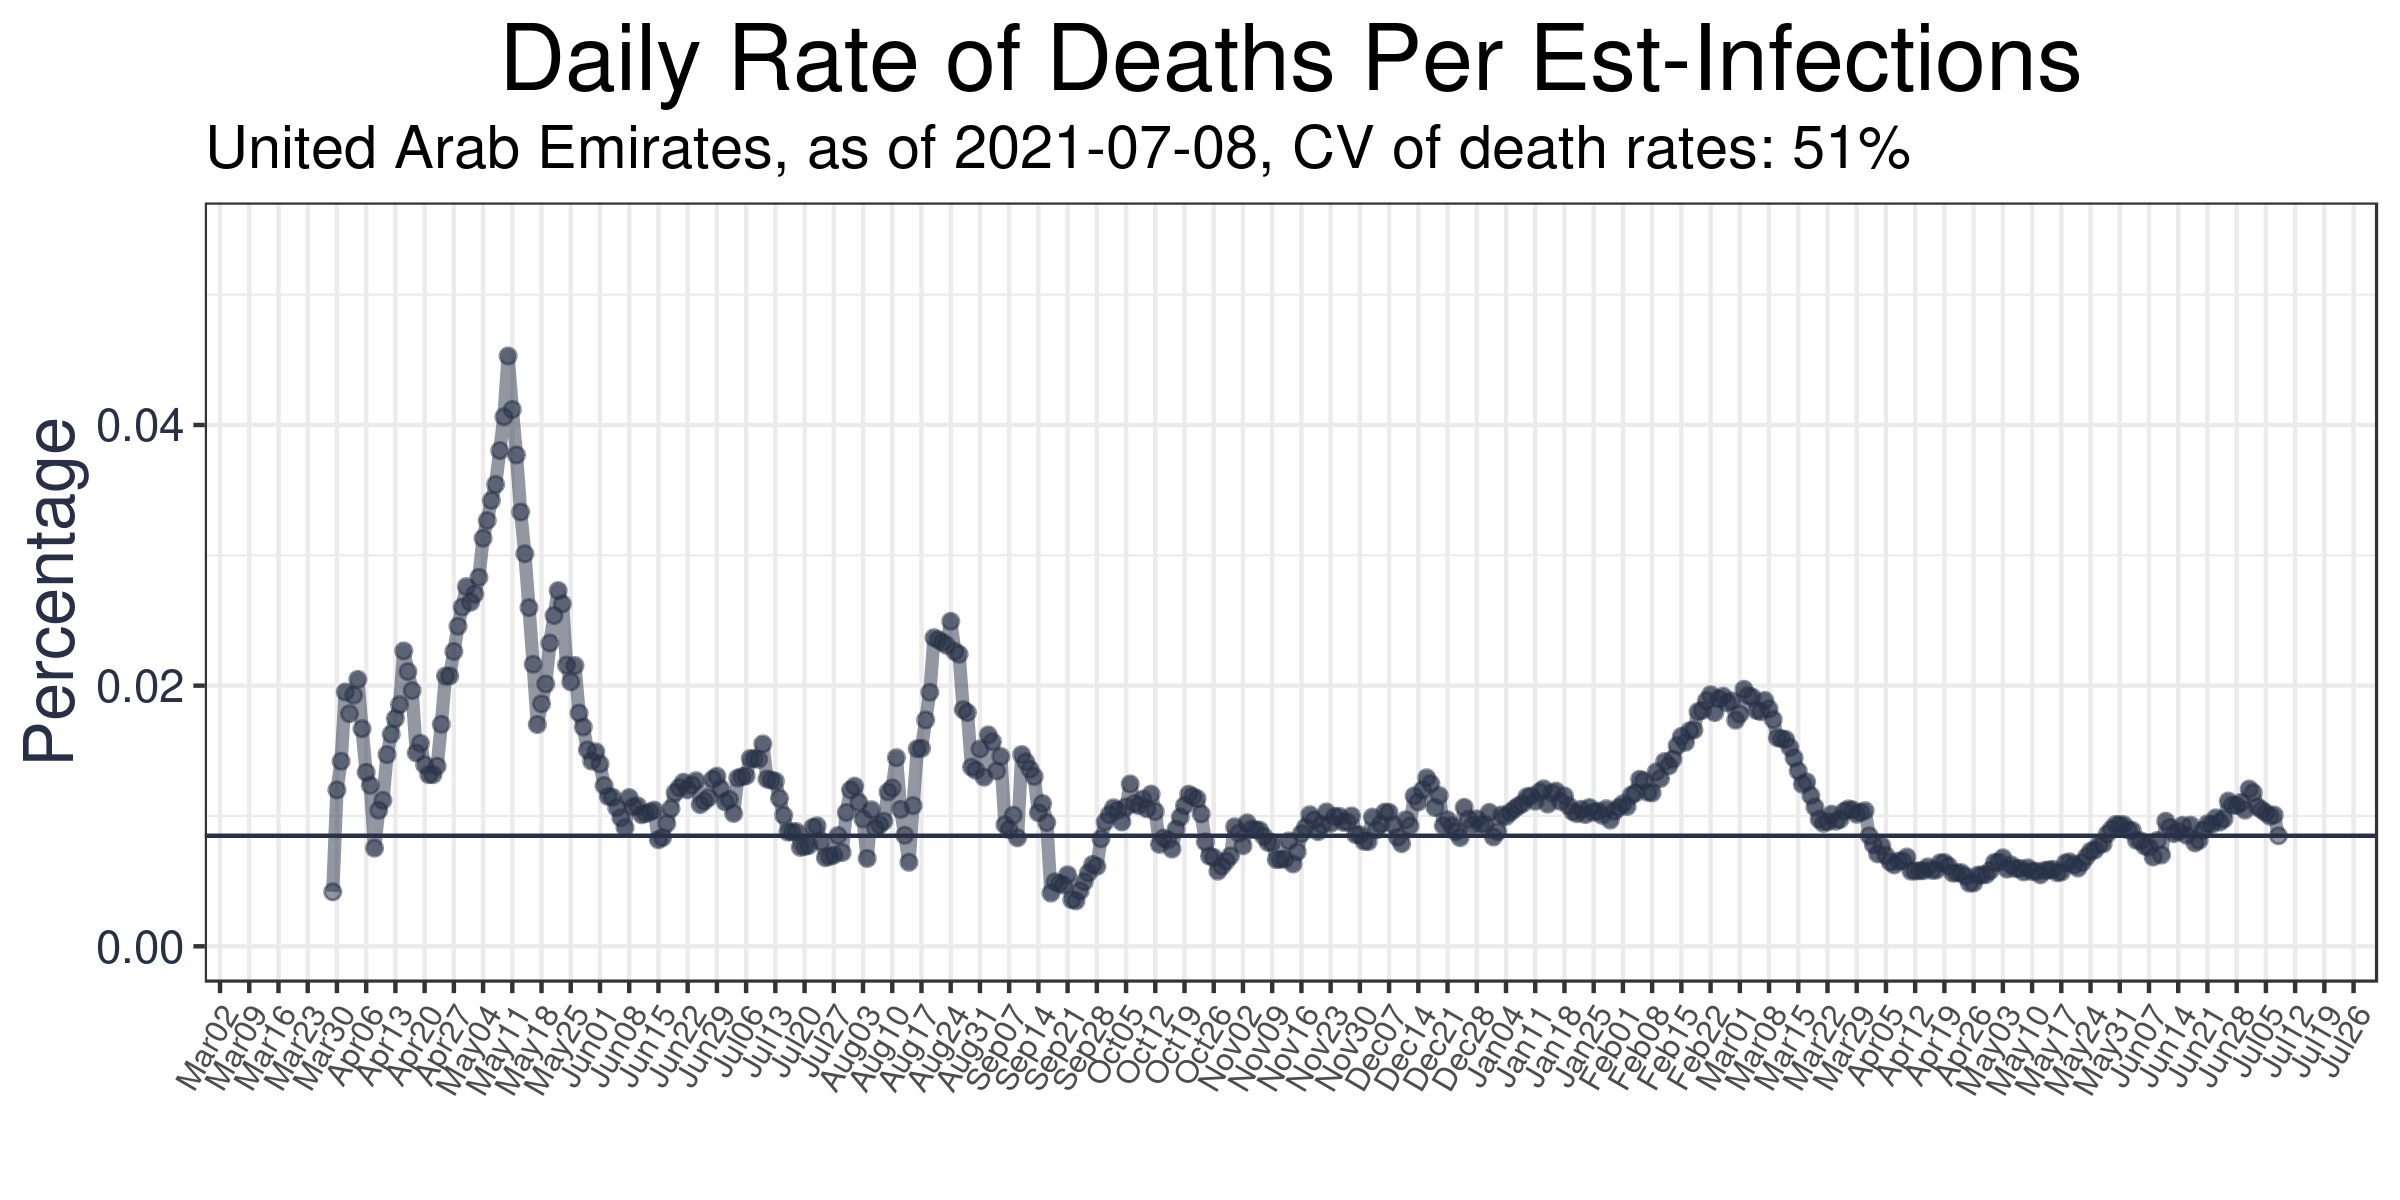 Daily Rate of Deaths Per Est-Infections
United Arab Emirates, as of 2021-07-08, CV of death rates: 51%
Percentage
0.04
0.02
0.00
Mar02
Mar09
Mar16
Mar23
Mar30
Apr06
Apr13
Apr20
Apr27
May04
May11
May18
May25
Jun01
Jun08
Jun15
Jun22
Jun29
Jul06
Jul13
Jul20
Jul27
Aug03
Aug10
Aug17
Aug24
Aug31
Sep07
Sep14
Sep21
Sep28
Oct05
Oct12
Oct19
Oct26
Nov02
Nov09
Nov16
Nov23
Nov30
Dec07
Dec14
Dec21
Dec28
Jan04
Jan11
Jan18
Jan25
Feb01
Feb08
Feb15
Feb22
Mar01
Mar08
Mar15
Mar22
Mar29
Apr05
Apr12
Apr19
Apr26
May03
May10
May17
May24
May31
Jun07
Jun14
Jun21
Jun28
Jul05
Jul12
Jul19
Jul26